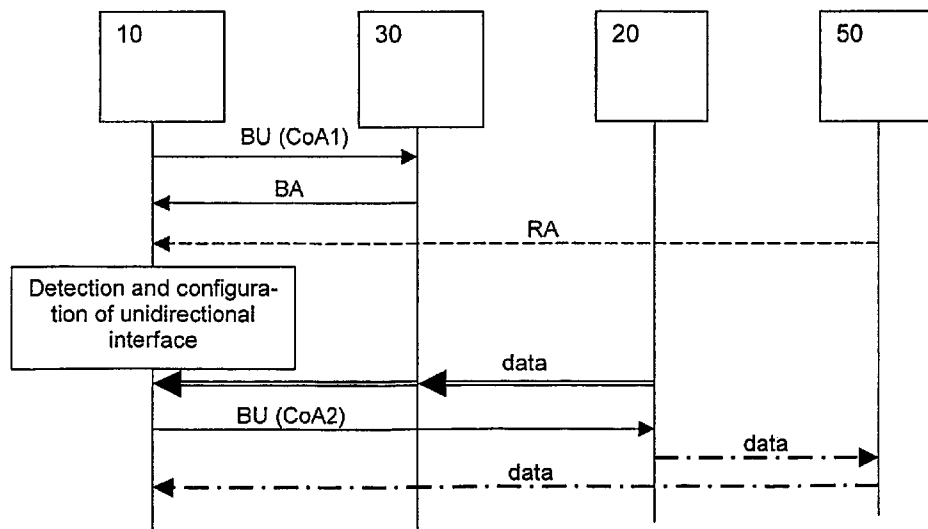 10
30
20
50
BU (CoA1)
BA
RA
Detection and configura-
tion of unidirectional
interface
data
BU (CoA2)
data
data